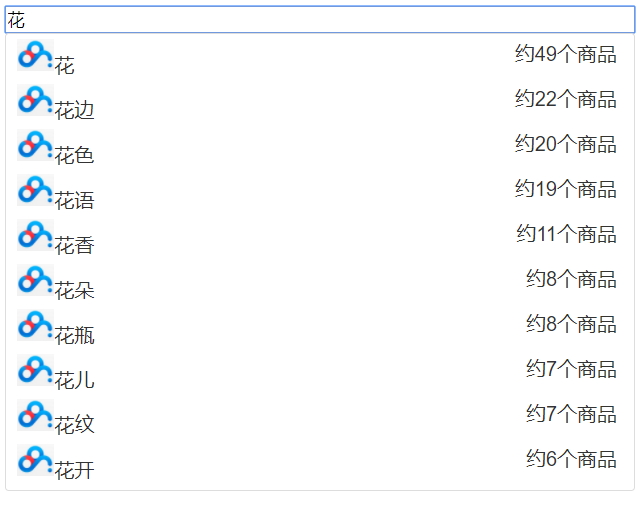 花
花 约49个商品
花边 约22个商品
花色 约20个商品
花语 约19个商品
花香 约11个商品
花朵 约8个商品
花瓶 约8个商品
花儿 约7个商品
花纹 约7个商品
花开 约6个商品